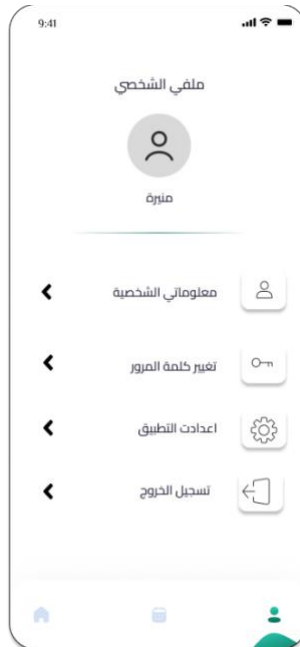 9:41
ملفي الشخصي
منيرة
معلوماتي الشخصية
تغيير كلمة المرور
اعدادت التطبيق
تسجيل الخروج